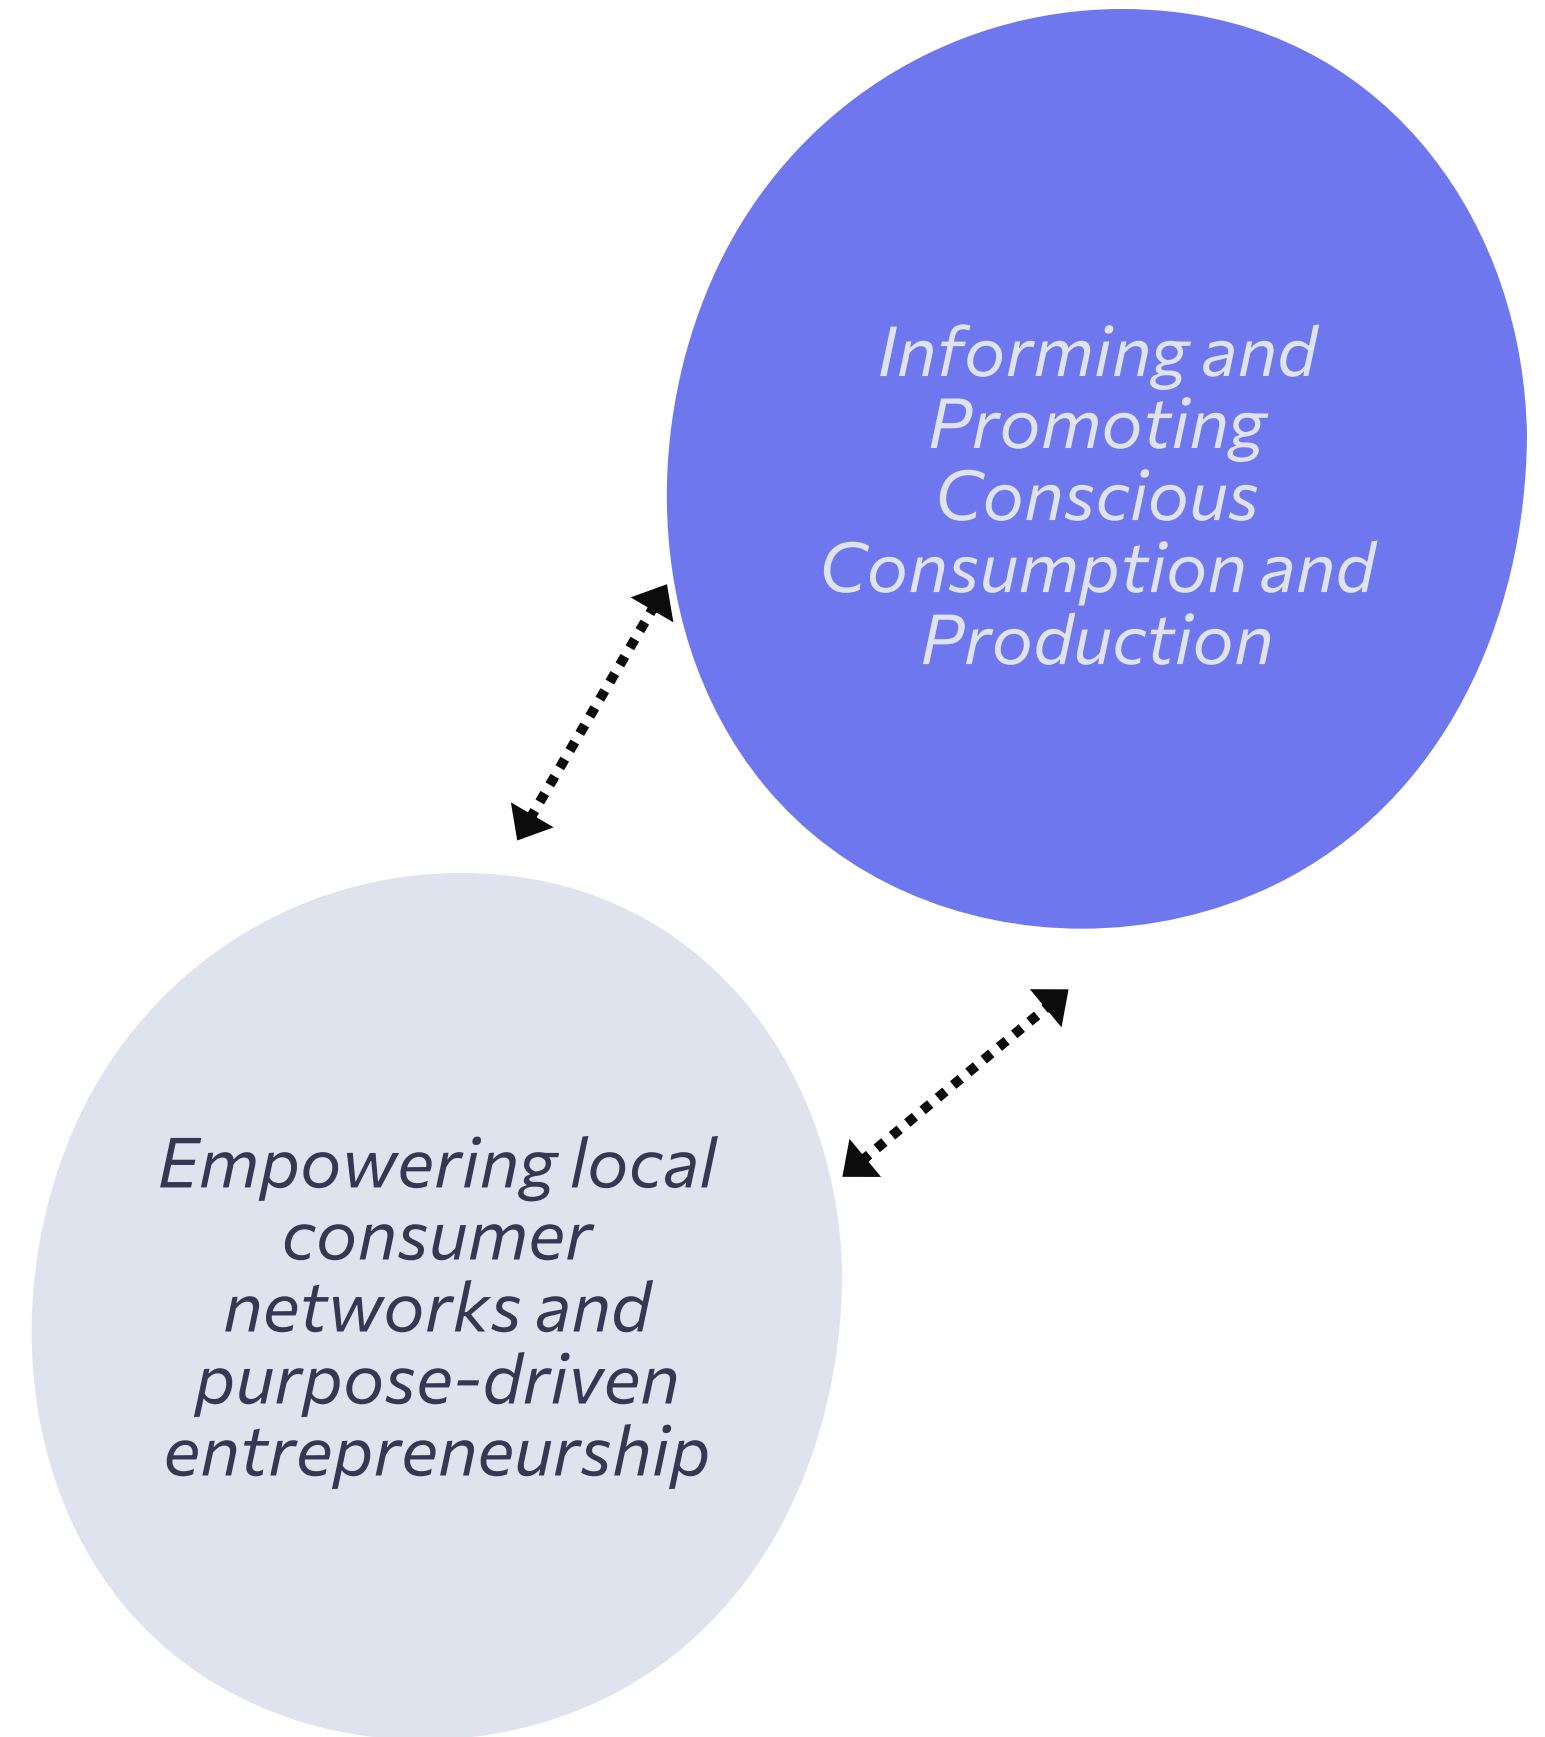 Informing and
Promoting
Conscious
Consumption and
Production
Empowering local
consumer
networks and
purpose-driven
entrepreneurship